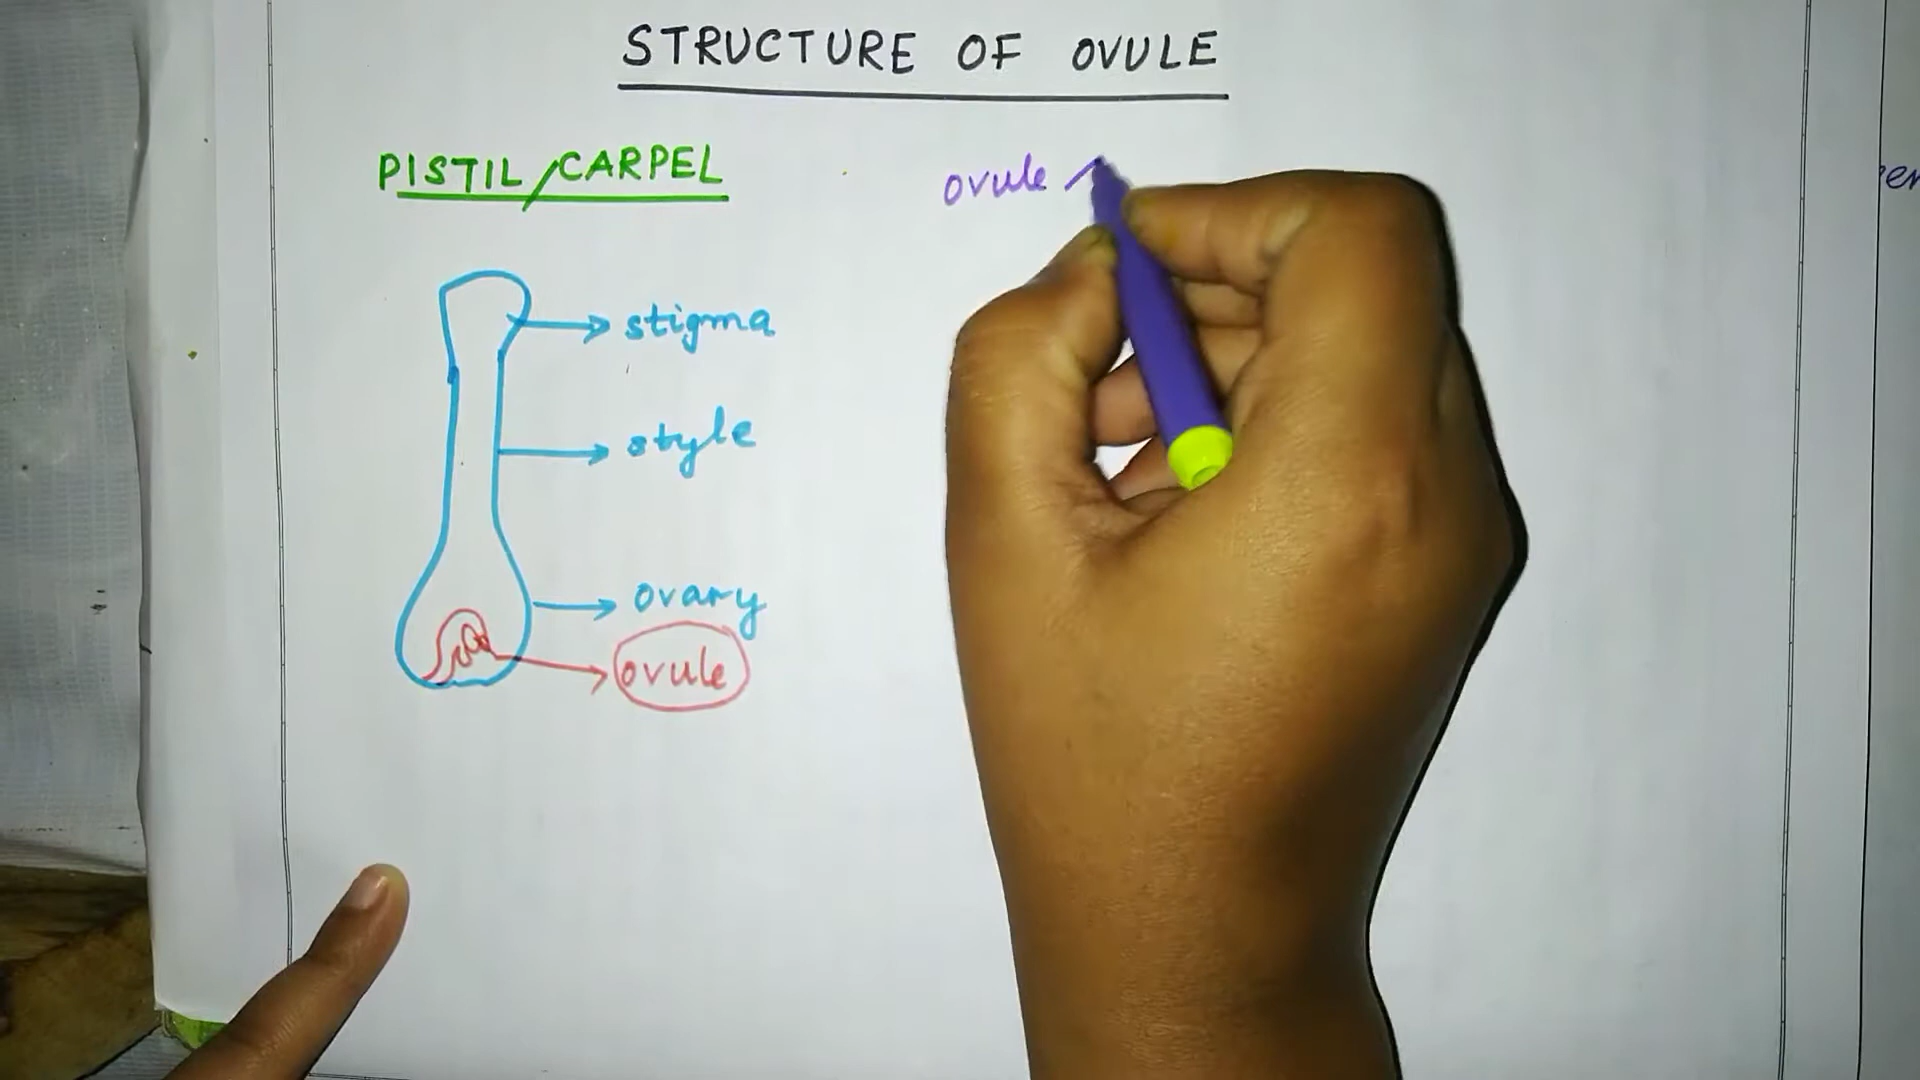 STRUCTURE OF OVULE
PISTIL/CARPEL
ovule
stigma
style
ovary
ovule